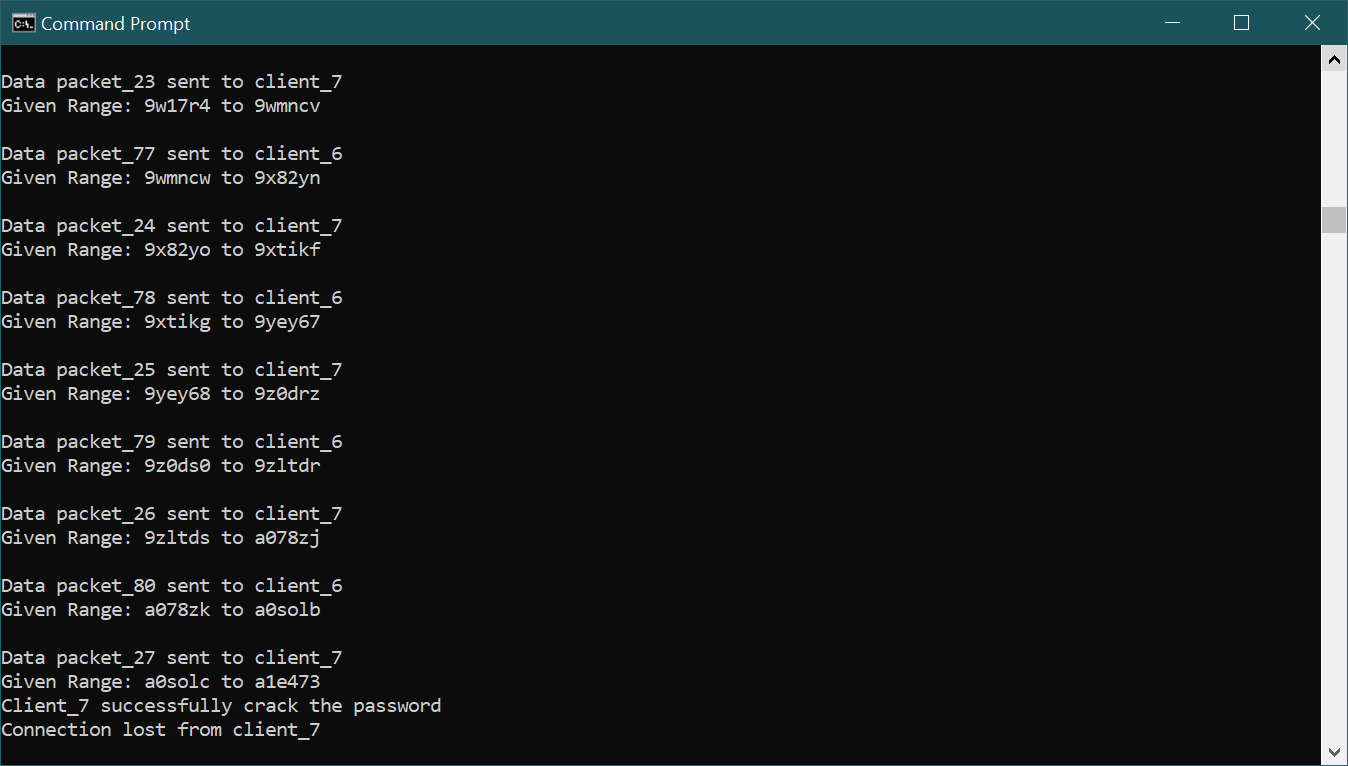 Command Prompt
Data packet_23 sent to client_7
Given Range: 9w17r4 to 9wmncv
Data packet_77 sent to client_6
Given Range: 9wmncw to 9x82yn
Data packet_24 sent to client_7
Given Range: 9x82yo to 9xtikf
Data packet_78 sent to client_6
Given Range: 9xtikg to 9yey67
Data packet_25 sent to client_7
Given Range: 9yey68 to 9z0drz
Data packet_79 sent to client_6
Given Range: 9z0ds0 to 9zltdr
Data packet_26 sent to client_7
Given Range: 9zltds to a078zj
Data packet_80 sent to client_6
Given Range: a078zk to a0solb
Data packet_27 sent to client_7
Given Range: a0solc to a1e473
Client_7 successfully crack the password
Connection lost from client_7